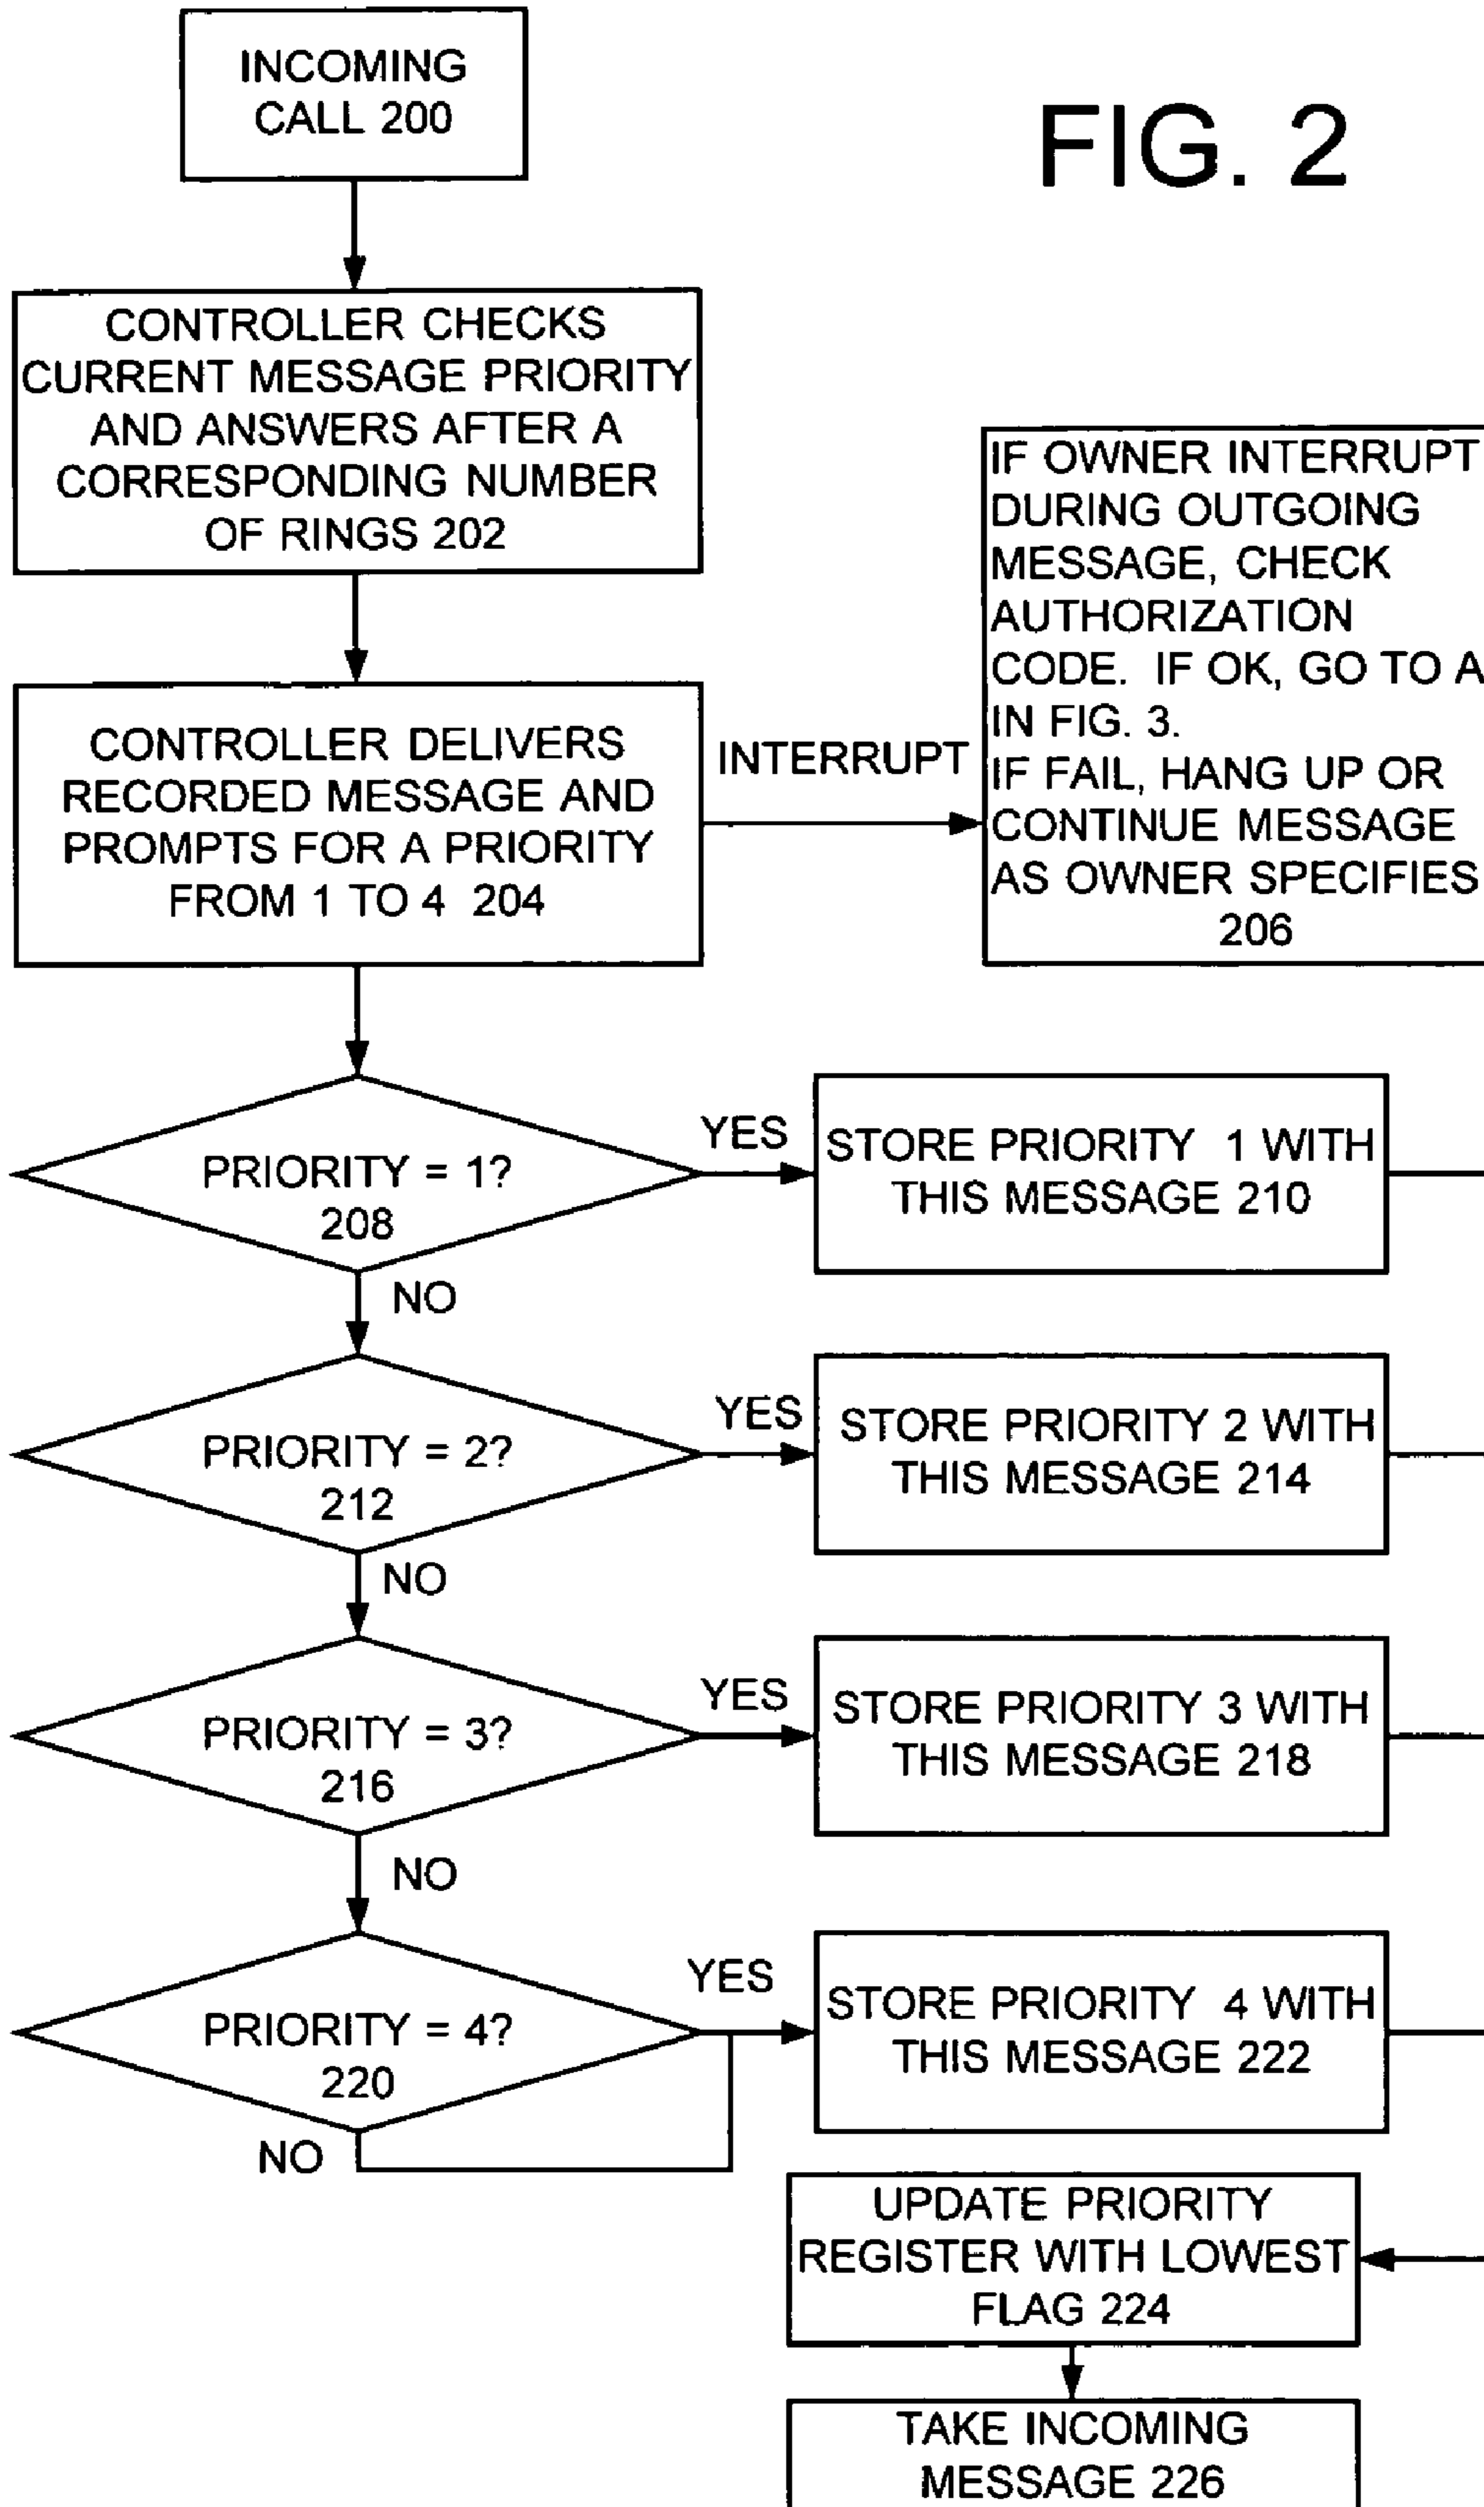 INCOMING
CALL 200
FIG. 2
CONTROLLER CHECKS
CURRENT MESSAGE PRIORITY
AND ANSWERS AFTER A
CORRESPONDING NUMBER
OF RINGS 202
CONTROLLER DELIVERS
RECORDED MESSAGE AND
PROMPTS FOR A PRIORITY
FROM 1 TO 4 204
INTERRUPT
IF OWNER INTERRUPT
DURING OUTGOING
MESSAGE, CHECK
AUTHORIZATION
CODE. IF OK, GO TO A
IN FIG. 3.
IF FAIL, HANG UP OR
CONTINUE MESSAGE
AS OWNER SPECIFIES
206
PRIORITY = 1?
208
YES
STORE PRIORITY 1 WITH
THIS MESSAGE 210
NO
PRIORITY = 2?
212
YES
STORE PRIORITY 2 WITH
THIS MESSAGE 214
NO
PRIORITY = 3?
216
YES
STORE PRIORITY 3 WITH
THIS MESSAGE 218
NO
PRIORITY = 4?
220
YES
STORE PRIORITY 4 WITH
THIS MESSAGE 222
NO
UPDATE PRIORITY
REGISTER WITH LOWEST
FLAG 224
TAKE INCOMING
MESSAGE 226